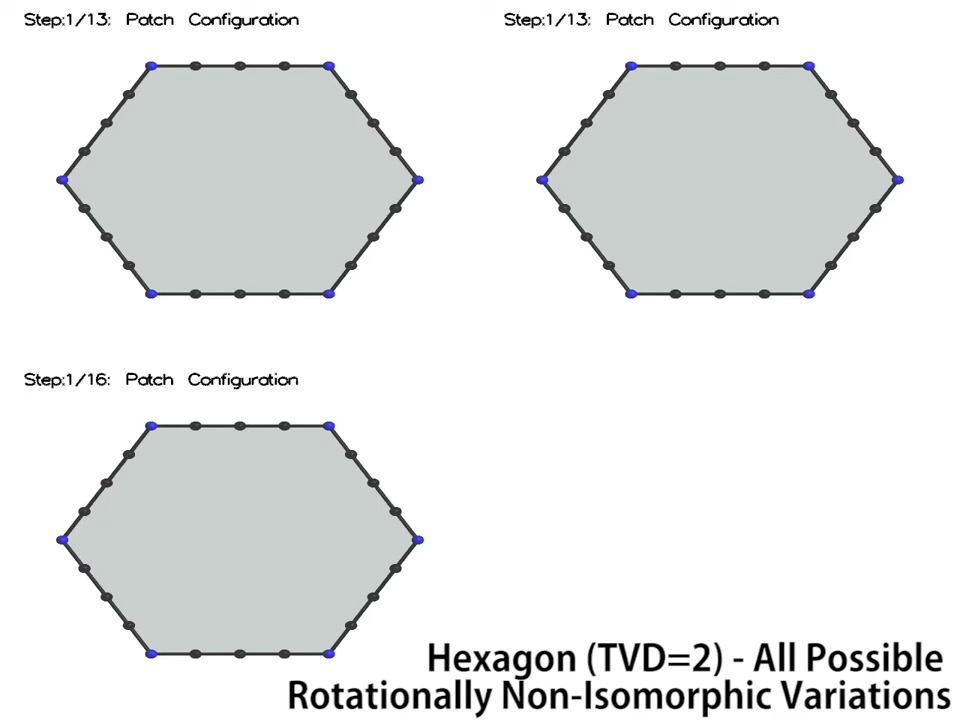 Step:1/13: Patch Configuration
Step:1/13: Patch Configuration
Step:1/16: Patch Configuration
Hexagon (TVD=2) - All Possible
Rotationally Non-Isomorphic Variations